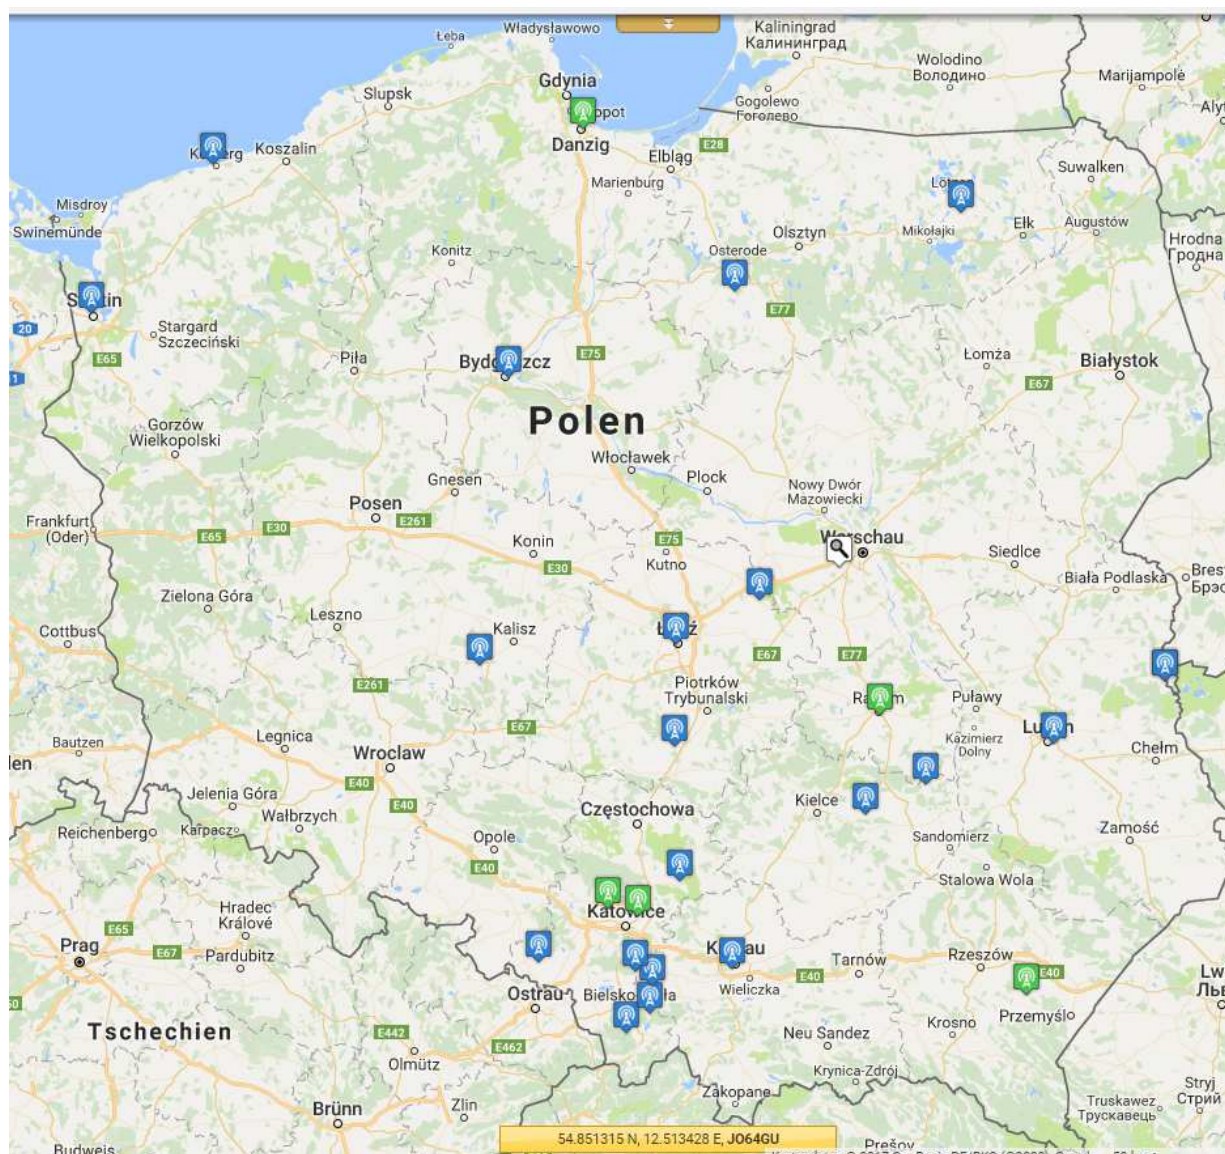 Władysławowo
Łeba
Kaliningrad
Калининград
Wolodino
Володино
Marijampolė
Gdynia
Slupsk
Gogolewo
Гоголево
Danzig
E28
Koszalin
Elbląg
Suwalken
Marienburg
Misdroy
Swinemünde
Olsztyn
Mikołajki
Ełk
Augustów
Hrodna
Гродна
Konitz
Osterode
E77
20
Stargard
Szczeciński
E65
Piła
E75
Łomża
Białystok
E67
1
Polen
Gorzów
Wielkopolski
Włocławek
Gnesen
Plock
Nowy Dwór
Mazowiecki
Posen
E261
Frankfurt
(Oder)
E30
E65
Konin
E75
Kutno
Warschau
Siedlce
E30
Biała Podlaska
Zielona Góra
Leszno
Kalisz
Cottbus
E67
E77
E261
Piotrków
Trybunalski
Puławy
E67
Kazimierz
Dolny
Bautzen
Legnica
Wroclaw
Chełm
E40
Jelenia Góra
E40
Częstochowa
Kielce
Reichenberg
Karpacz
Wałbrzych
Opole
Sandomierz
Zamość
E40
Stalowa Wola
Hradec
Králové
Katowice
E65
Prag
E67
Pardubitz
Tarnów
Rzeszów
E40
E40
Wieliczka
Ostrau
Przemyśl
Tschechien
E442
E462
Neu Sandez
Krosno
Olmütz
Krynica-Zdrój
Zakopane
Stryj
Стрий
Truskawez
Трускавець
Brünn
Zlin
54.851315 N, 12.513428 E, JO64GU
Prešov
Budweis